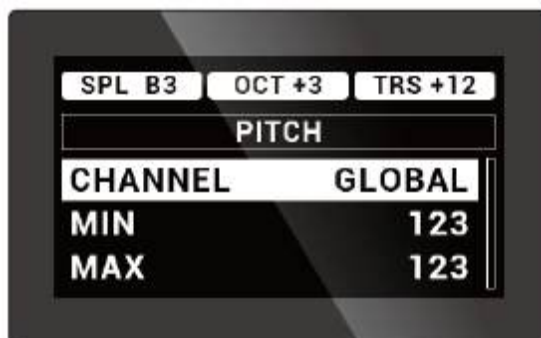 SPL B3 OCT +3 TRS +12
PITCH
CHANNEL GLOBAL
MIN 123
MAX 123